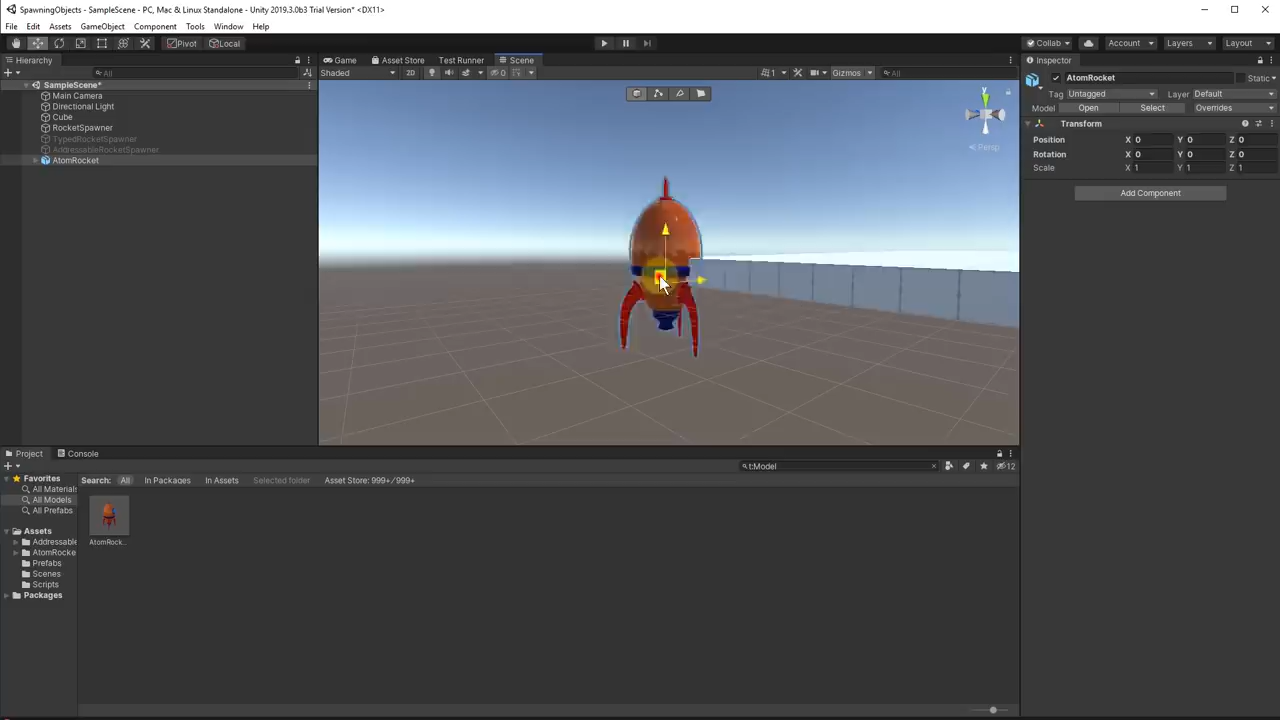 SpawningObjects - SampleScene - PC, Mac & Linux Standalone - Unity 2019.3.0b3 Trial Version* <DX11>
File Edit Assets GameObject Component Tools Window Help
Pivot Local Collab Account Layers Layout
Hierarchy
All
SampleScene*
Main Camera
Directional Light
Cube
RocketSpawner
TypedRocketSpawner
AddressableRocketSpawner
AtomRocket
Game Asset Store Test Runner Scene
Shaded 2D 0 1 Gizmos All
y
Persp
Inspector
AtomRocket Static
Tag Untagged Layer Default
Model Open Select Overrides
Transform
Position X 0 Y 0 Z 0
Rotation X 0 Y 0 Z 0
Scale X 1 Y 1 Z 1
Add Component
Project Console
t:Model 12
Favorites
All Materials
All Models
All Prefabs
Assets
Addressable
AtomRocke
Prefabs
Scenes
Scripts
Packages
Search: All In Packages In Assets Selected folder Asset Store: 999+/999+
AtomRock...